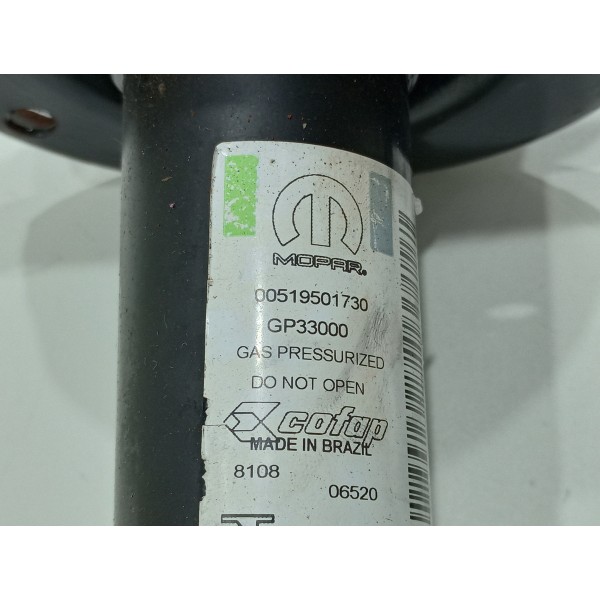 MOPAR®
00519501730
GP33000
GAS PRESSURIZED
DO NOT OPEN
cofap
MADE IN BRAZIL
8108
06520